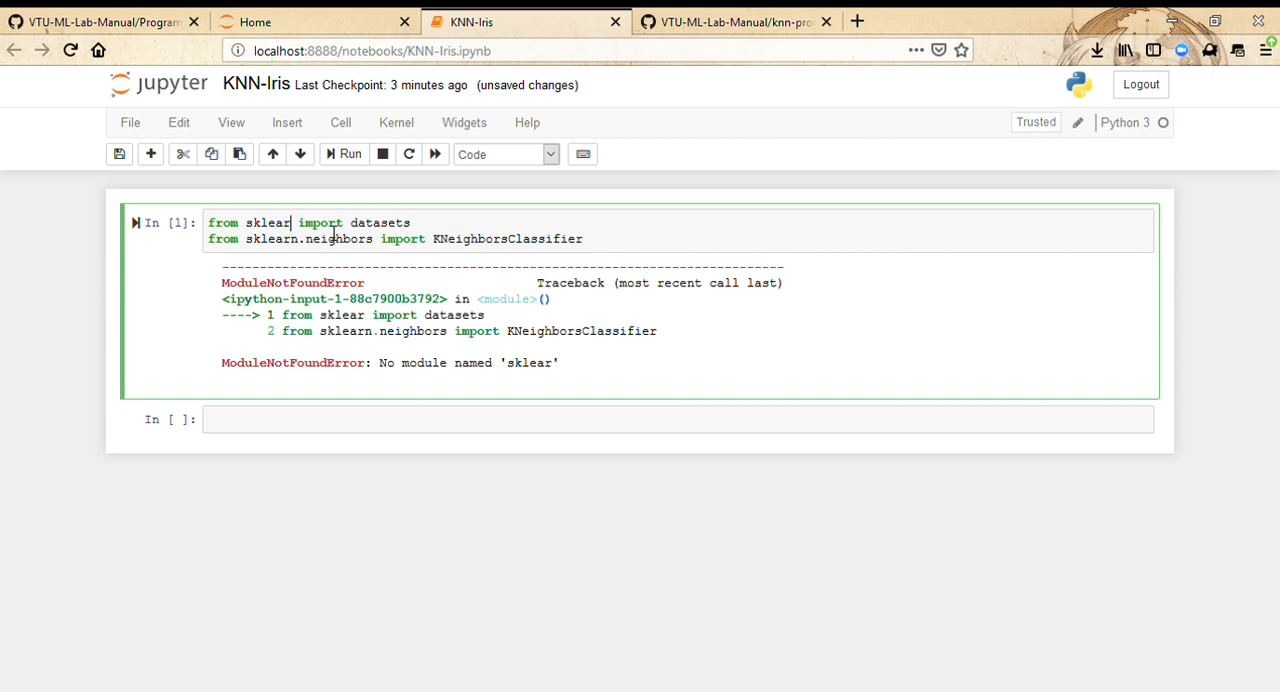 VTU-ML-Lab-Manual/Program
Home
KNN-Iris
VTU-ML-Lab-Manual/knn-pro
localhost:8888/notebooks/KNN-Iris.ipynb
jupyter KNN-Iris Last Checkpoint: 3 minutes ago (unsaved changes)
Logout
File Edit View Insert Cell Kernel Widgets Help
Trusted Python 3
Run Code
In [1]: from sklear import datasets
from sklearn.neighbors import KNeighborsClassifier
---------------------------------------------------------------------------
ModuleNotFoundError Traceback (most recent call last)
<ipython-input-1-88c7900b3792> in <module>()
----> 1 from sklear import datasets
2 from sklearn.neighbors import KNeighborsClassifier
ModuleNotFoundError: No module named 'sklear'
In [ ]: